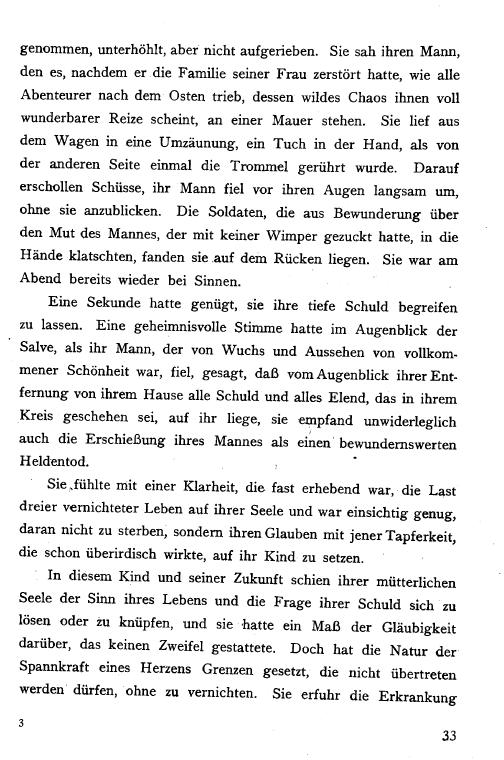 genommen, unterhöhlt, aber nicht aufgerieben. Sie sah ihren Mann,
den es, nachdem er die Familie seiner Frau zerstört hatte, wie alle
Abenteurer nach dem Osten trieb, dessen wildes Chaos ihnen voll
wunderbarer Reize scheint, an einer Mauer stehen. Sie lief aus
dem Wagen in eine Umzäunung, ein Tuch in der Hand, als von
der anderen Seite einmal die Trommel gerührt wurde. Darauf
erschollen Schüsse, ihr Mann fiel vor ihren Augen langsam um,
ohne sie anzublicken. Die Soldaten, die aus Bewunderung über
den Mut des Mannes, der mit keiner Wimper gezuckt hatte, in die
Hände klatschten, fanden sie auf dem Rücken liegen. Sie war am
Abend bereits wieder bei Sinnen.
Eine Sekunde hatte genügt, sie ihre tiefe Schuld begreifen
zu lassen. Eine geheimnisvolle Stimme hatte im Augenblick der
Salve, als ihr Mann, der von Wuchs und Aussehen von vollkom-
mener Schönheit war, fiel, gesagt, daß vom Augenblick ihrer Ent-
fernung von ihrem Hause alle Schuld und alles Elend, das in ihrem
Kreis geschehen sei, auf ihr liege, sie empfand unwiderleglich
auch die Erschießung ihres Mannes als einen bewundernswerten
Heldentod.
Sie fühlte mit einer Klarheit, die fast erhebend war, die Last
dreier vernichteter Leben auf ihrer Seele und war einsichtig genug,
daran nicht zu sterben, sondern ihren Glauben mit jener Tapferkeit,
die schon überirdisch wirkte, auf ihr Kind zu setzen.
In diesem Kind und seiner Zukunft schien ihrer mütterlichen
Seele der Sinn ihres Lebens und die Frage ihrer Schuld sich zu
lösen oder zu knüpfen, und sie hatte ein Maß der Gläubigkeit
darüber, das keinen Zweifel gestattete. Doch hat die Natur der
Spannkraft eines Herzens Grenzen gesetzt, die nicht übertreten
werden dürfen, ohne zu vernichten. Sie erfuhr die Erkrankung
3
33